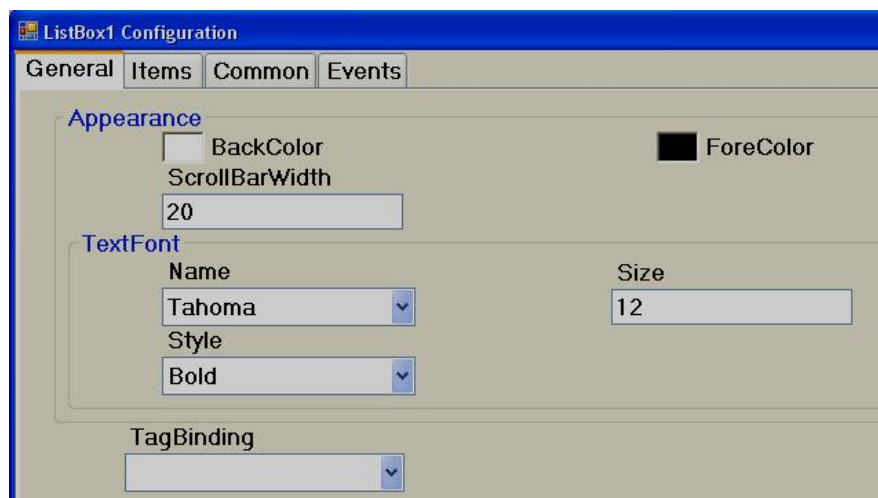 ListBox1 Configuration
General Items Common Events
Appearance
BackColor ForeColor
ScrollBarWidth
20
TextFont
Name Size
Tahoma 12
Style
Bold
TagBinding